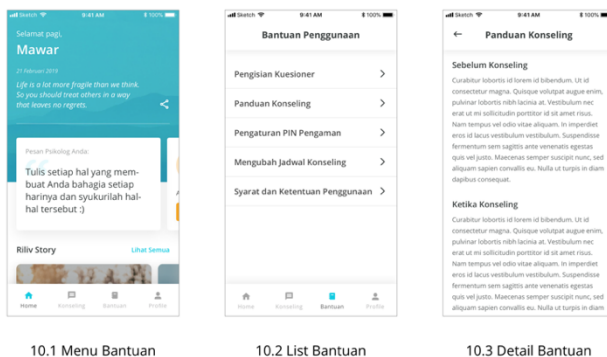 Sketch 9:41 AM 100%
Selamat pagi,
Mawar
21 Februari 2019
Life is a lot more fragile than we think.
So you should treat others in a way
that leaves no regrets.
Pesan Psikolog Anda:
Tulis setiap hal yang mem-
buat Anda bahagia setiap
harinya dan syukurilah hal-
hal tersebut :)
A
Riliv Story Lihat Semua
Home Konseling Bantuan Profile
10.1 Menu Bantuan
Sketch 9:41 AM 100%
Bantuan Penggunaan
Pengisian Kuesioner
Panduan Konseling
Pengaturan PIN Pengaman
Mengubah Jadwal Konseling
Syarat dan Ketentuan Penggunaan
Home Konseling Bantuan Profile
10.2 List Bantuan
Sketch 9:41 AM 100%
Panduan Konseling
Sebelum Konseling
Curabitur lobortis id lorem id bibendum. Ut id
consectetur magna. Quisque volutpat augue enim,
pulvinar lobortis nibh lacinia at. Vestibulum nec
erat ut mi sollicitudin porttitor id sit amet risus.
Nam tempus vel odio vitae aliquam. In imperdiet
eros id lacus vestibulum vestibulum. Suspendisse
fermentum sem sagittis ante venenatis egestas
quis vel justo. Maecenas semper suscipit nunc, sed
aliquam sapien convallis eu. Nulla ut turpis in diam
dapibus consequat.
Ketika Konseling
Curabitur lobortis id lorem id bibendum. Ut id
consectetur magna. Quisque volutpat augue enim,
pulvinar lobortis nibh lacinia at. Vestibulum nec
erat ut mi sollicitudin porttitor id sit amet risus.
Nam tempus vel odio vitae aliquam. In imperdiet
eros id lacus vestibulum vestibulum. Suspendisse
fermentum sem sagittis ante venenatis egestas
quis vel justo. Maecenas semper suscipit nunc, sed
aliquam sapien convallis eu. Nulla ut turpis in diam
10.3 Detail Bantuan